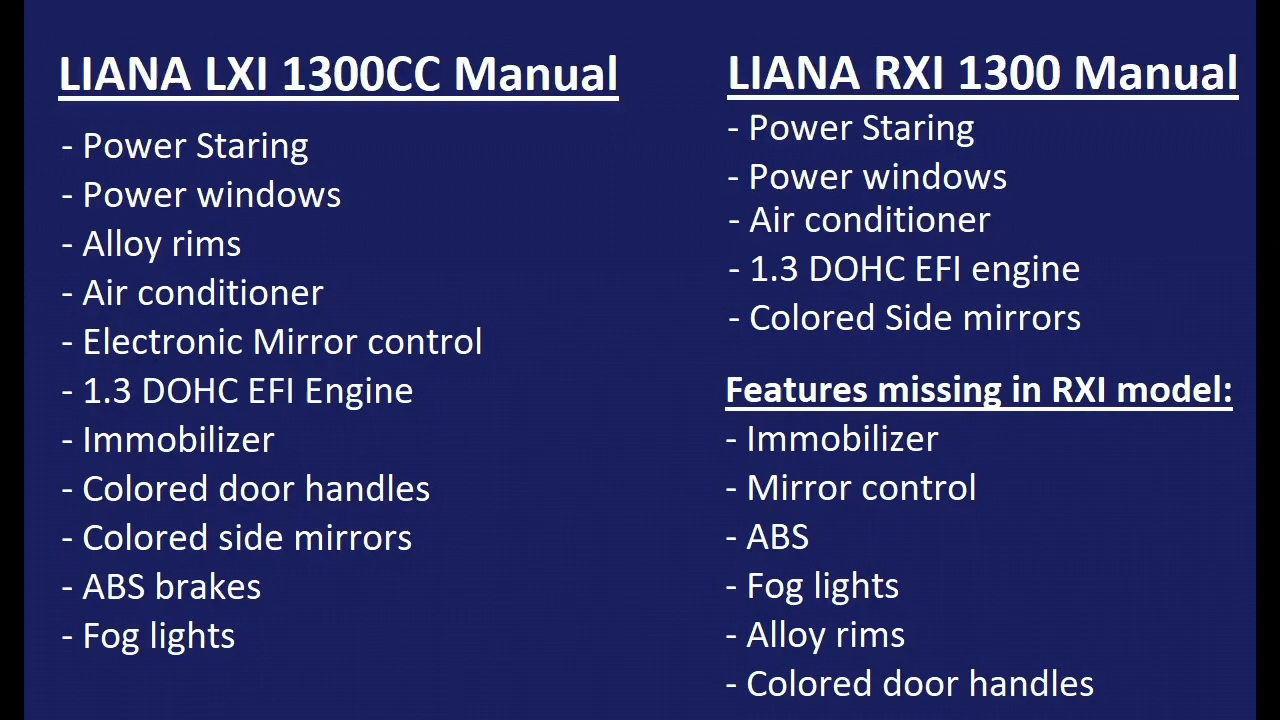 LIANA LXI 1300CC Manual
- Power Staring
- Power windows
- Alloy rims
- Air conditioner
- Electronic Mirror control
- 1.3 DOHC EFI Engine
- Immobilizer
- Colored door handles
- Colored side mirrors
- ABS brakes
- Fog lights
LIANA RXI 1300 Manual
- Power Staring
- Power windows
- Air conditioner
- 1.3 DOHC EFI engine
- Colored Side mirrors
Features missing in RXI model:
- Immobilizer
- Mirror control
- ABS
- Fog lights
- Alloy rims
- Colored door handles